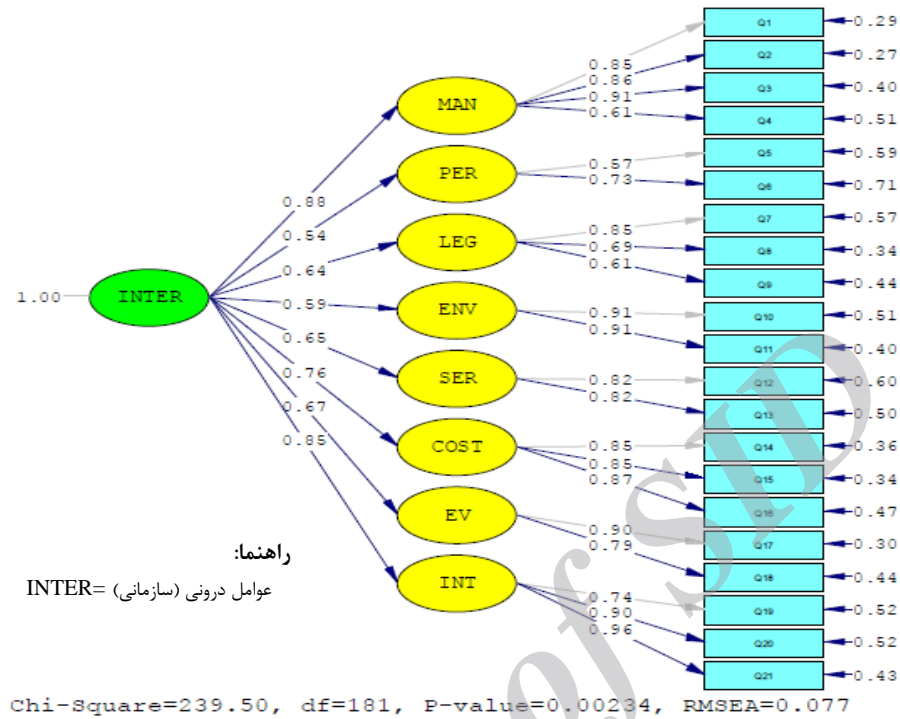 Q1 0.29
Q2 0.27
Q3 0.40
Q4 0.51
Q5 0.59
Q6 0.71
Q7 0.57
Q8 0.34
Q9 0.44
Q10 0.51
Q11 0.40
Q12 0.60
Q13 0.50
Q14 0.36
Q15 0.34
Q16 0.47
Q17 0.30
Q18 0.44
Q19 0.52
Q20 0.52
Q21 0.43
0.85
0.86
0.91
0.61
MAN
0.57
0.73
PER
0.85
0.69
0.61
LEG
0.91
0.91
ENV
0.82
0.82
SER
0.85
0.85
0.87
COST
0.90
0.79
EV
0.74
0.90
0.96
INT
0.88
0.54
0.64
0.59
0.65
0.76
0.67
0.85
1.00 INTER
راهنما:
عوامل درونی (سازمانی) =INTER
Chi-Square=239.50, df=181, P-value=0.00234, RMSEA=0.077
of SID